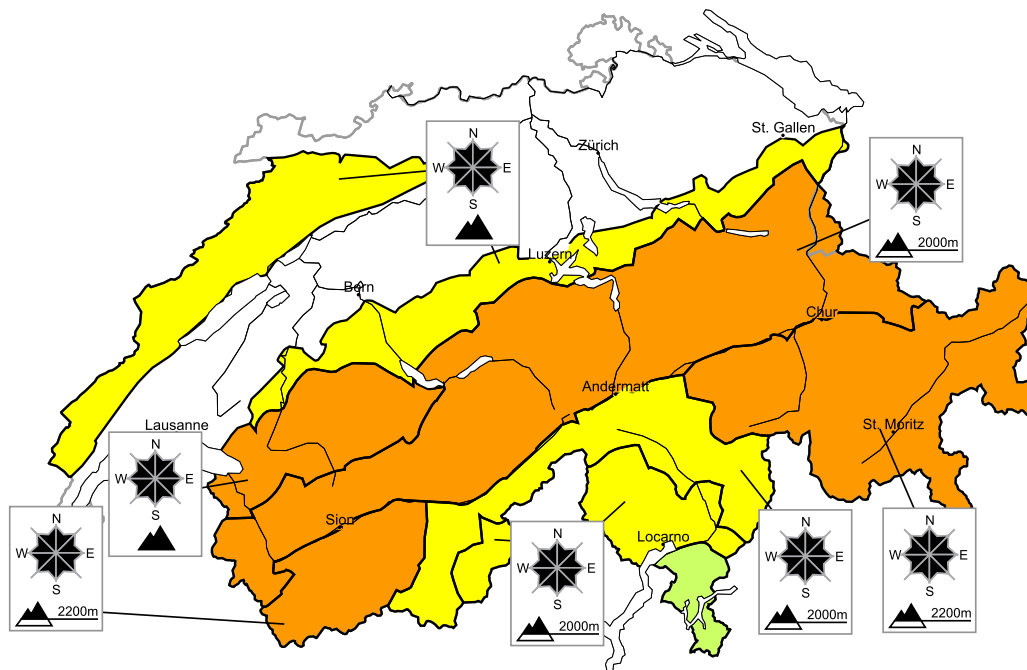 St. Gallen
Zürich
N
W E
S
N
W E
S
2000m
Luzern
Bern
Chur
Andermatt
Lausanne
St. Moritz
N
W E
S
N
W E
S
2200m
Sion
Locarno
N
W E
S
2000m
N
W E
S
2000m
N
W E
S
2200m